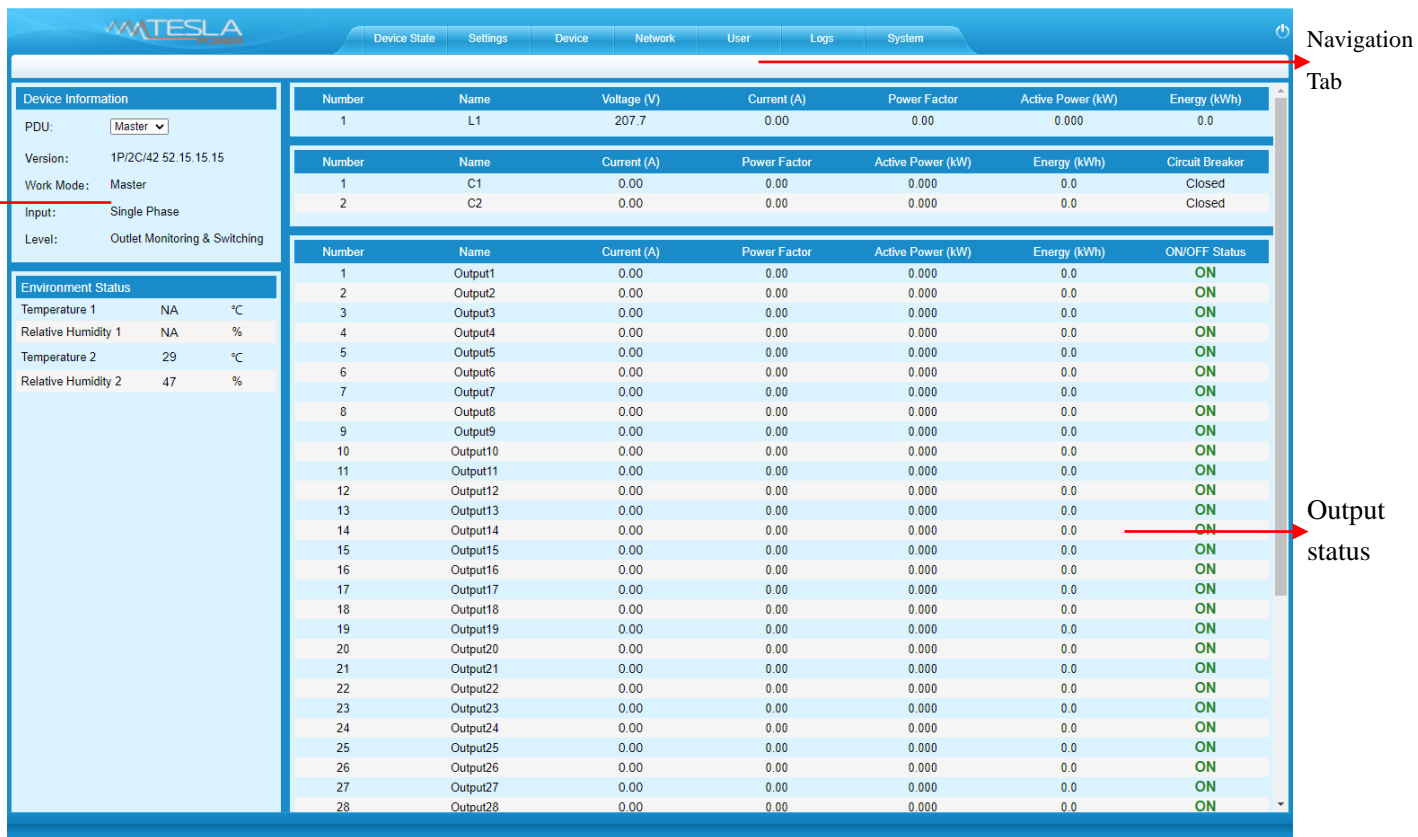 TESLA
POWER
Device State Settings Device Network User Logs System
Navigation
Tab
Device Information
PDU: Master
Version: 1P/2C/42 52.15.15.15
Work Mode: Master
Input: Single Phase
Level: Outlet Monitoring & Switching
Environment Status
Temperature 1 NA ℃
Relative Humidity 1 NA %
Temperature 2 29 ℃
Relative Humidity 2 47 %
Number Name Voltage (V) Current (A) Power Factor Active Power (kW) Energy (kWh)
1 L1 207.7 0.00 0.00 0.000 0.0
Number Name Current (A) Power Factor Active Power (kW) Energy (kWh) Circuit Breaker
1 C1 0.00 0.00 0.000 0.0 Closed
2 C2 0.00 0.00 0.000 0.0 Closed
Number Name Current (A) Power Factor Active Power (kW) Energy (kWh) ON/OFF Status
1 Output1 0.00 0.00 0.000 0.0 ON
2 Output2 0.00 0.00 0.000 0.0 ON
3 Output3 0.00 0.00 0.000 0.0 ON
4 Output4 0.00 0.00 0.000 0.0 ON
5 Output5 0.00 0.00 0.000 0.0 ON
6 Output6 0.00 0.00 0.000 0.0 ON
7 Output7 0.00 0.00 0.000 0.0 ON
8 Output8 0.00 0.00 0.000 0.0 ON
9 Output9 0.00 0.00 0.000 0.0 ON
10 Output10 0.00 0.00 0.000 0.0 ON
11 Output11 0.00 0.00 0.000 0.0 ON
12 Output12 0.00 0.00 0.000 0.0 ON
13 Output13 0.00 0.00 0.000 0.0 ON
14 Output14 0.00 0.00 0.000 0.0 ON
15 Output15 0.00 0.00 0.000 0.0 ON
16 Output16 0.00 0.00 0.000 0.0 ON
17 Output17 0.00 0.00 0.000 0.0 ON
18 Output18 0.00 0.00 0.000 0.0 ON
19 Output19 0.00 0.00 0.000 0.0 ON
20 Output20 0.00 0.00 0.000 0.0 ON
21 Output21 0.00 0.00 0.000 0.0 ON
22 Output22 0.00 0.00 0.000 0.0 ON
23 Output23 0.00 0.00 0.000 0.0 ON
24 Output24 0.00 0.00 0.000 0.0 ON
25 Output25 0.00 0.00 0.000 0.0 ON
26 Output26 0.00 0.00 0.000 0.0 ON
27 Output27 0.00 0.00 0.000 0.0 ON
28 Output28 0.00 0.00 0.000 0.0 ON
Output
status